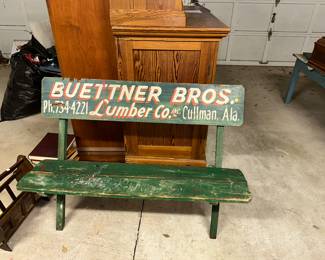 BUETTNER BROS.
Ph. 734-4221 Lumber Co. INC Cullman, Ala.